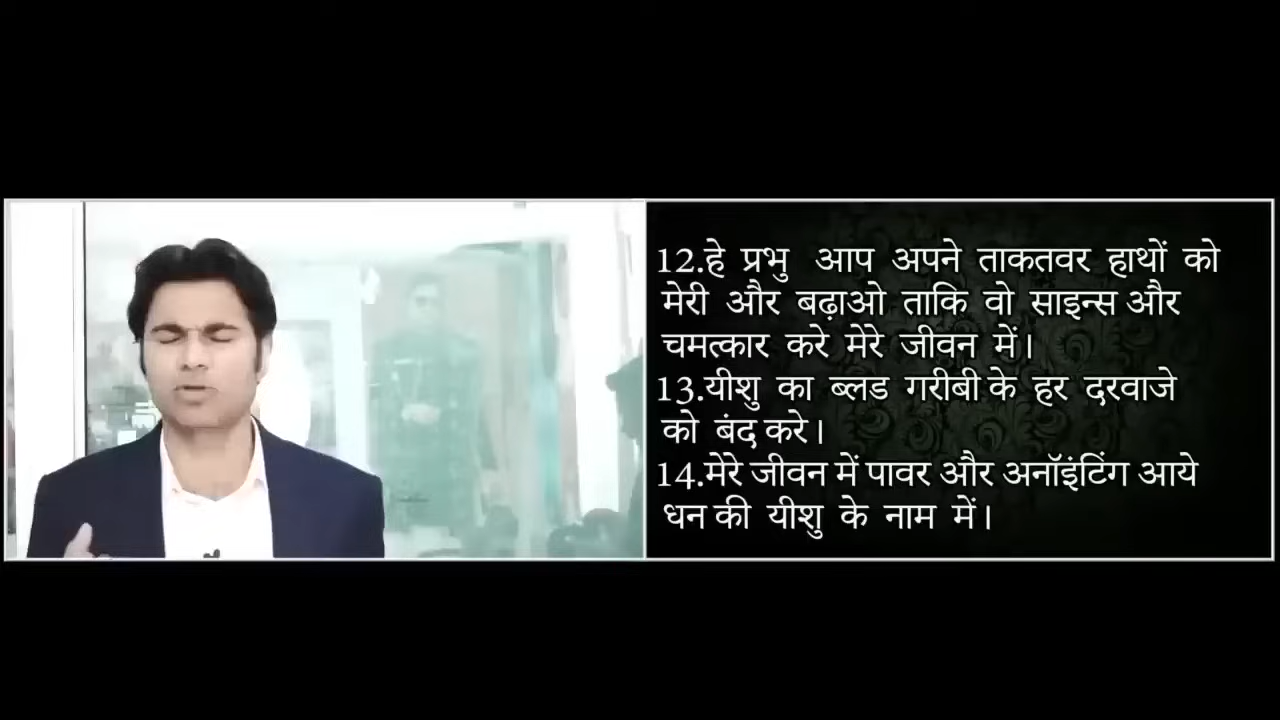 12.हे प्रभु आप अपने ताकतवर हाथों को
मेरी और बढ़ाओ ताकि वो साइन्स और
चमत्कार करे मेरे जीवन में।
13.यीशु का ब्लड गरीबी के हर दरवाजे
को बंद करे।
14.मेरे जीवन में पावर और अनॉइंटिंग आये
धन की यीशु के नाम में।